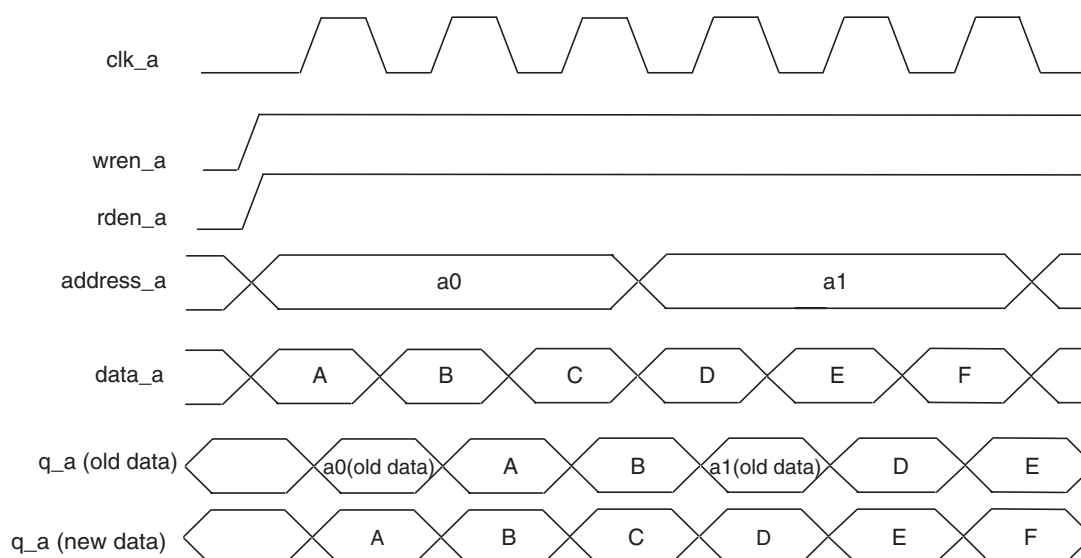 clk_a
wren_a
rden_a
address_a a0 a1
data_a A B C D E F
q_a (old data) a0(old data) A B a1(old data) D E
q_a (new data) A B C D E F